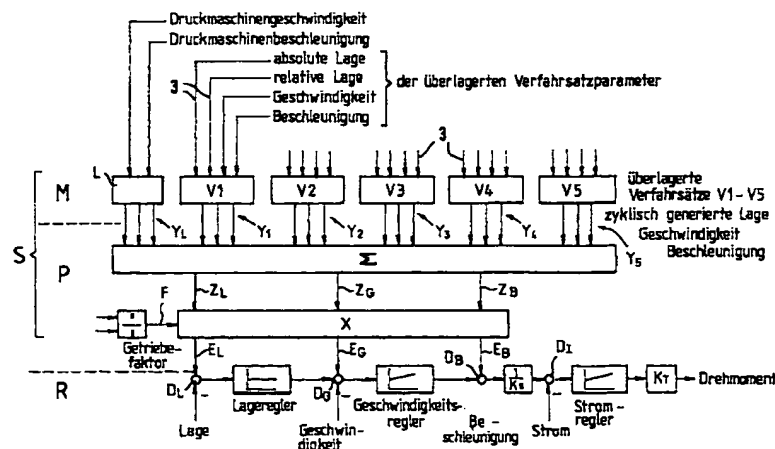 Druckmaschinengeschwindigkeit
Druckmaschinenbeschleunigung
absolute Lage
relative Lage
Geschwindigkeit
Beschleunigung
der überlagerten Verfahrsatzparameter
3
3
L
M
V1
V2
V3
V4
V5
überlagerte
Verfahrsätze V1-V5
zyklisch generierte Lage
Geschwindigkeit
Beschleunigung
YL
Y1
Y2
Y3
Y4
Y5
S
P
Σ
ZL
ZG
ZB
F
X
Getriebe-
faktor
EL
EG
EB
R
DL
Lageregler
DG
Geschwindigkeits-
regler
DB
DI
Strom-
regler
KT
Drehmoment
Lage
Geschwin-
digkeit
Be-
schleunigung
Strom